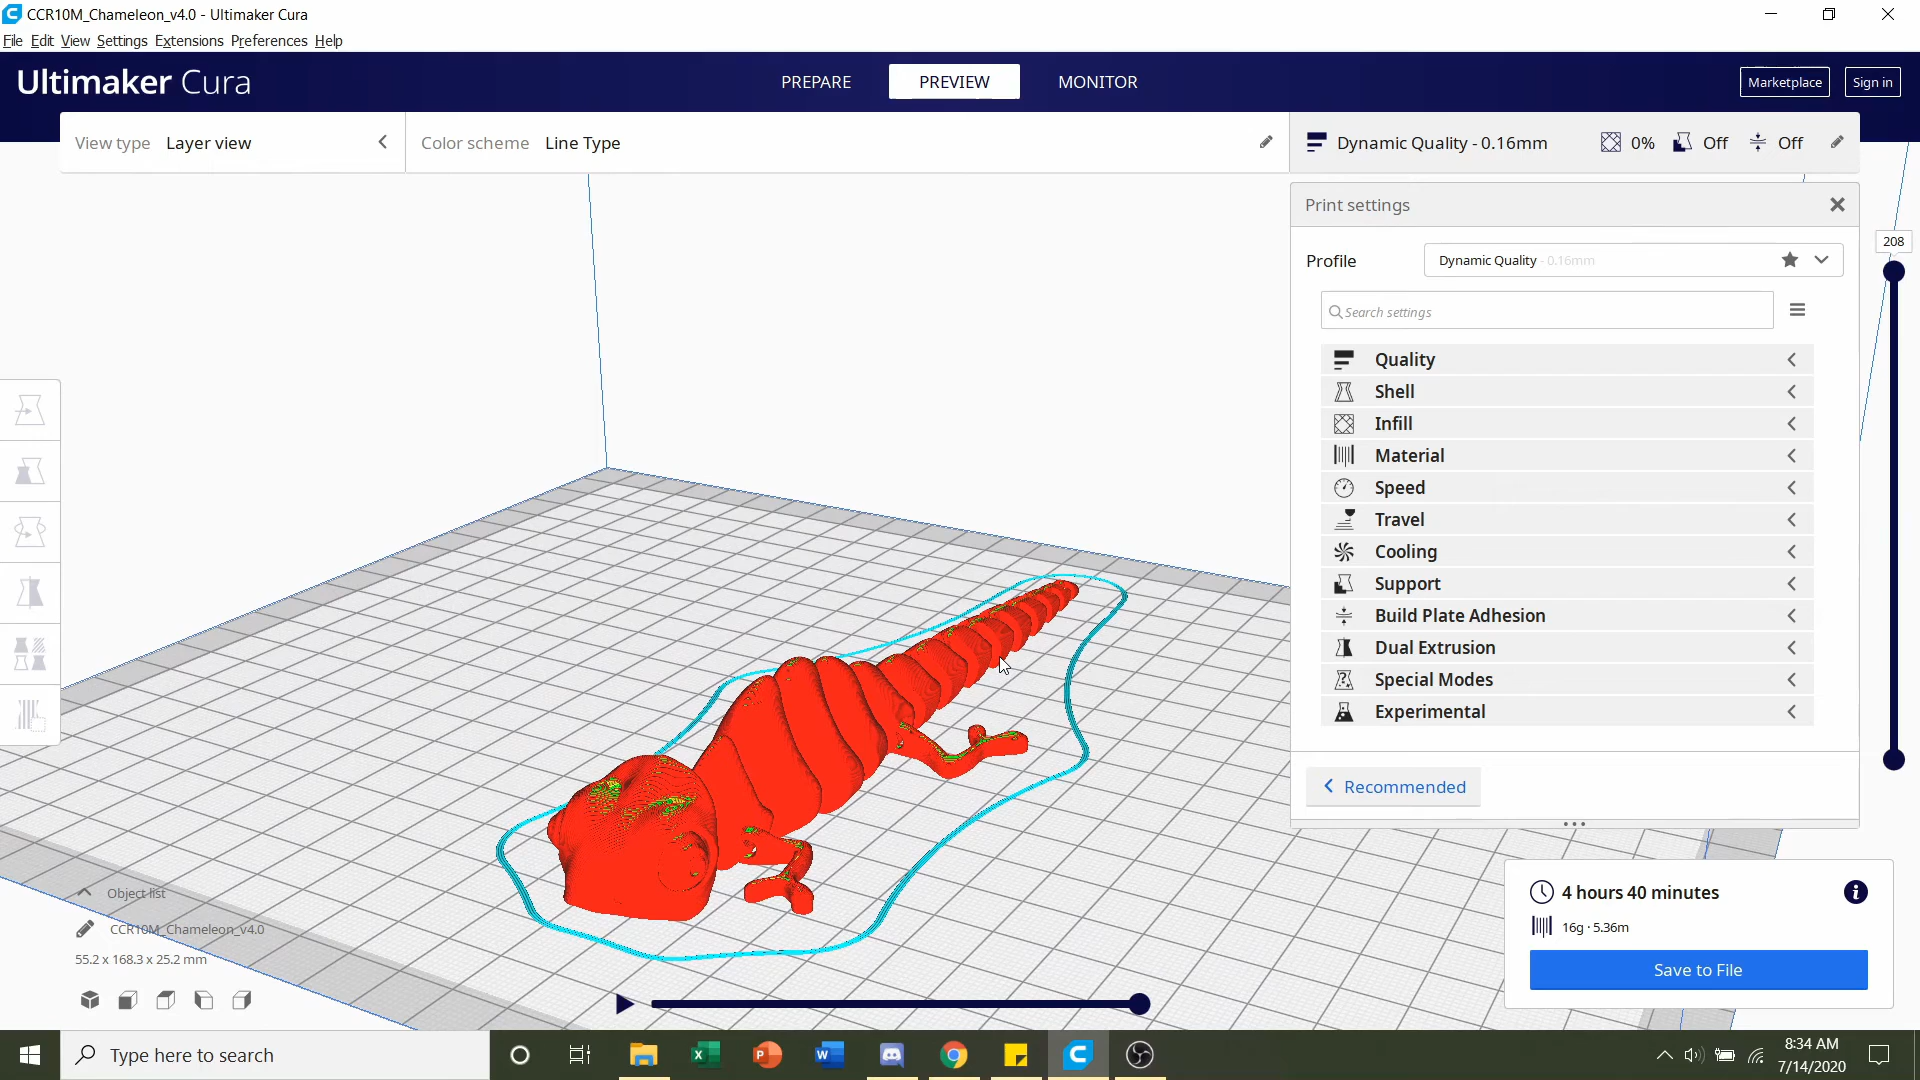 CCR10M_Chameleon_v4.0 - Ultimaker Cura
File Edit View Settings Extensions Preferences Help
Ultimaker Cura
PREPARE
PREVIEW
MONITOR
Marketplace
Sign in
View type Layer view
Color scheme Line Type
Dynamic Quality - 0.16mm
0%
Off
Off
Print settings
Profile
Dynamic Quality - 0.16mm
Search settings
208
Quality
Shell
Infill
Material
Speed
Travel
Cooling
Support
Build Plate Adhesion
Dual Extrusion
Special Modes
Experimental
Recommended
Object list
CCR10M_Chameleon_v4.0
55.2 x 168.3 x 25.2 mm
4 hours 40 minutes
16g · 5.36m
Save to File
Type here to search
8:34 AM
7/14/2020